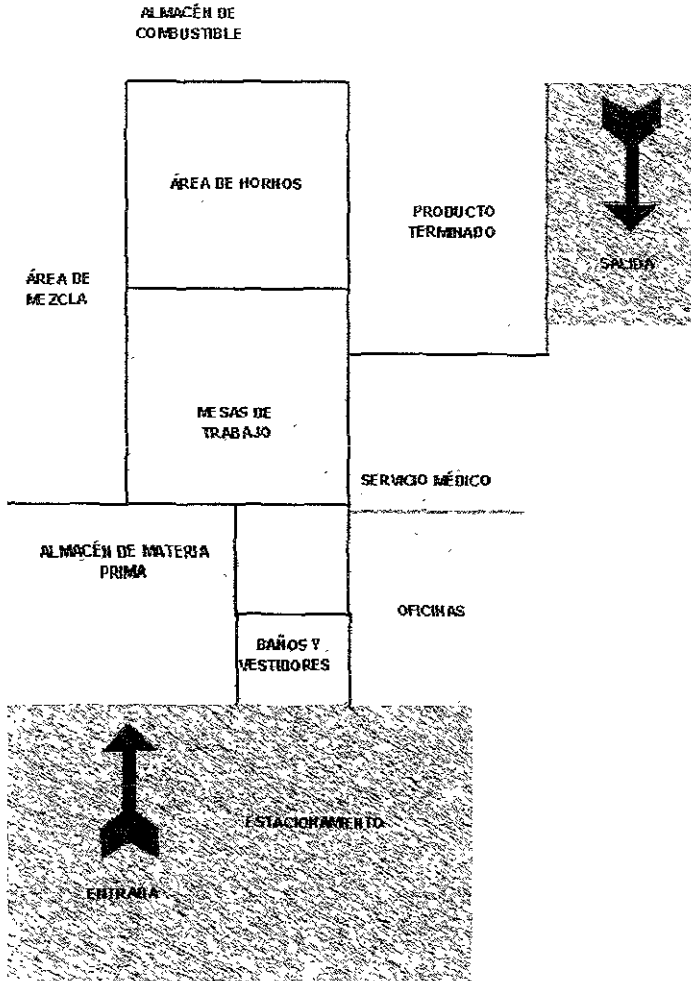 ALMACÉN DE
COMBUSTIBLE
ÁREA DE HORNOS
PRODUCTO
TERMINADO
SALIDA
ÁREA DE
MEZCLA
MESAS DE
TRABAJO
SERVICIO MÉDICO
ALMACÉN DE MATERIA
PRIMA
OFICINAS
BAÑOS Y
VESTIDORES
ESTACIONAMIENTO
ENTRADA